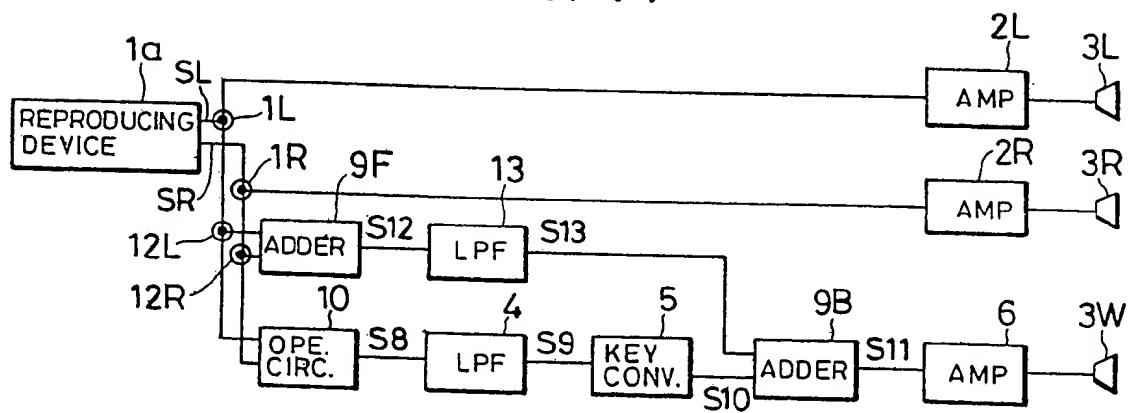 2L
3L
1a
SL
1L
AMP
REPRODUCING
DEVICE
1R
9F
13
2R
3R
SR
AMP
12L
ADDER
S12
LPF
S13
12R
10
4
5
9B
6
3W
OPE.
CIRC.
S8
LPF
S9
KEY
CONV.
S10
ADDER
S11
AMP